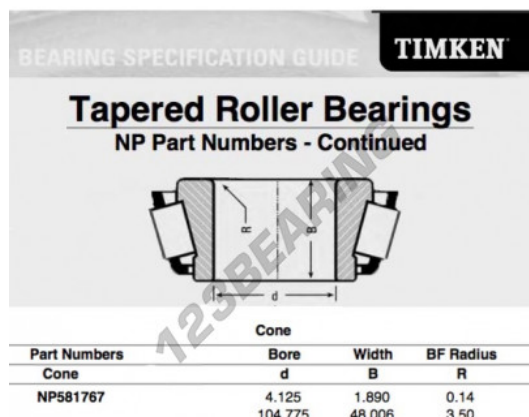 BEARING SPECIFICATION GUIDE
TIMKEN
Tapered Roller Bearings
NP Part Numbers - Continued
R
B
d
123BEARING
Cone
Part Numbers Bore Width BF Radius
Cone d B R
NP581767 4.125 1.890 0.14
104.775 48.006 3.50